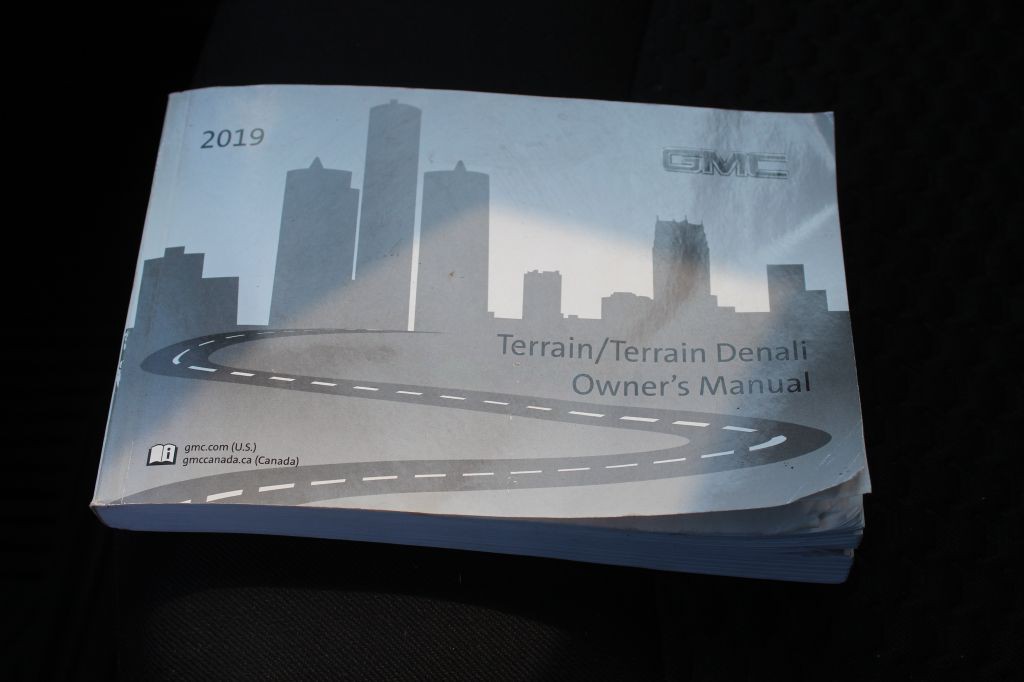 2019
GMC
Terrain/Terrain Denali
Owner's Manual
gmc.com (U.S.)
gmccanada.ca (Canada)